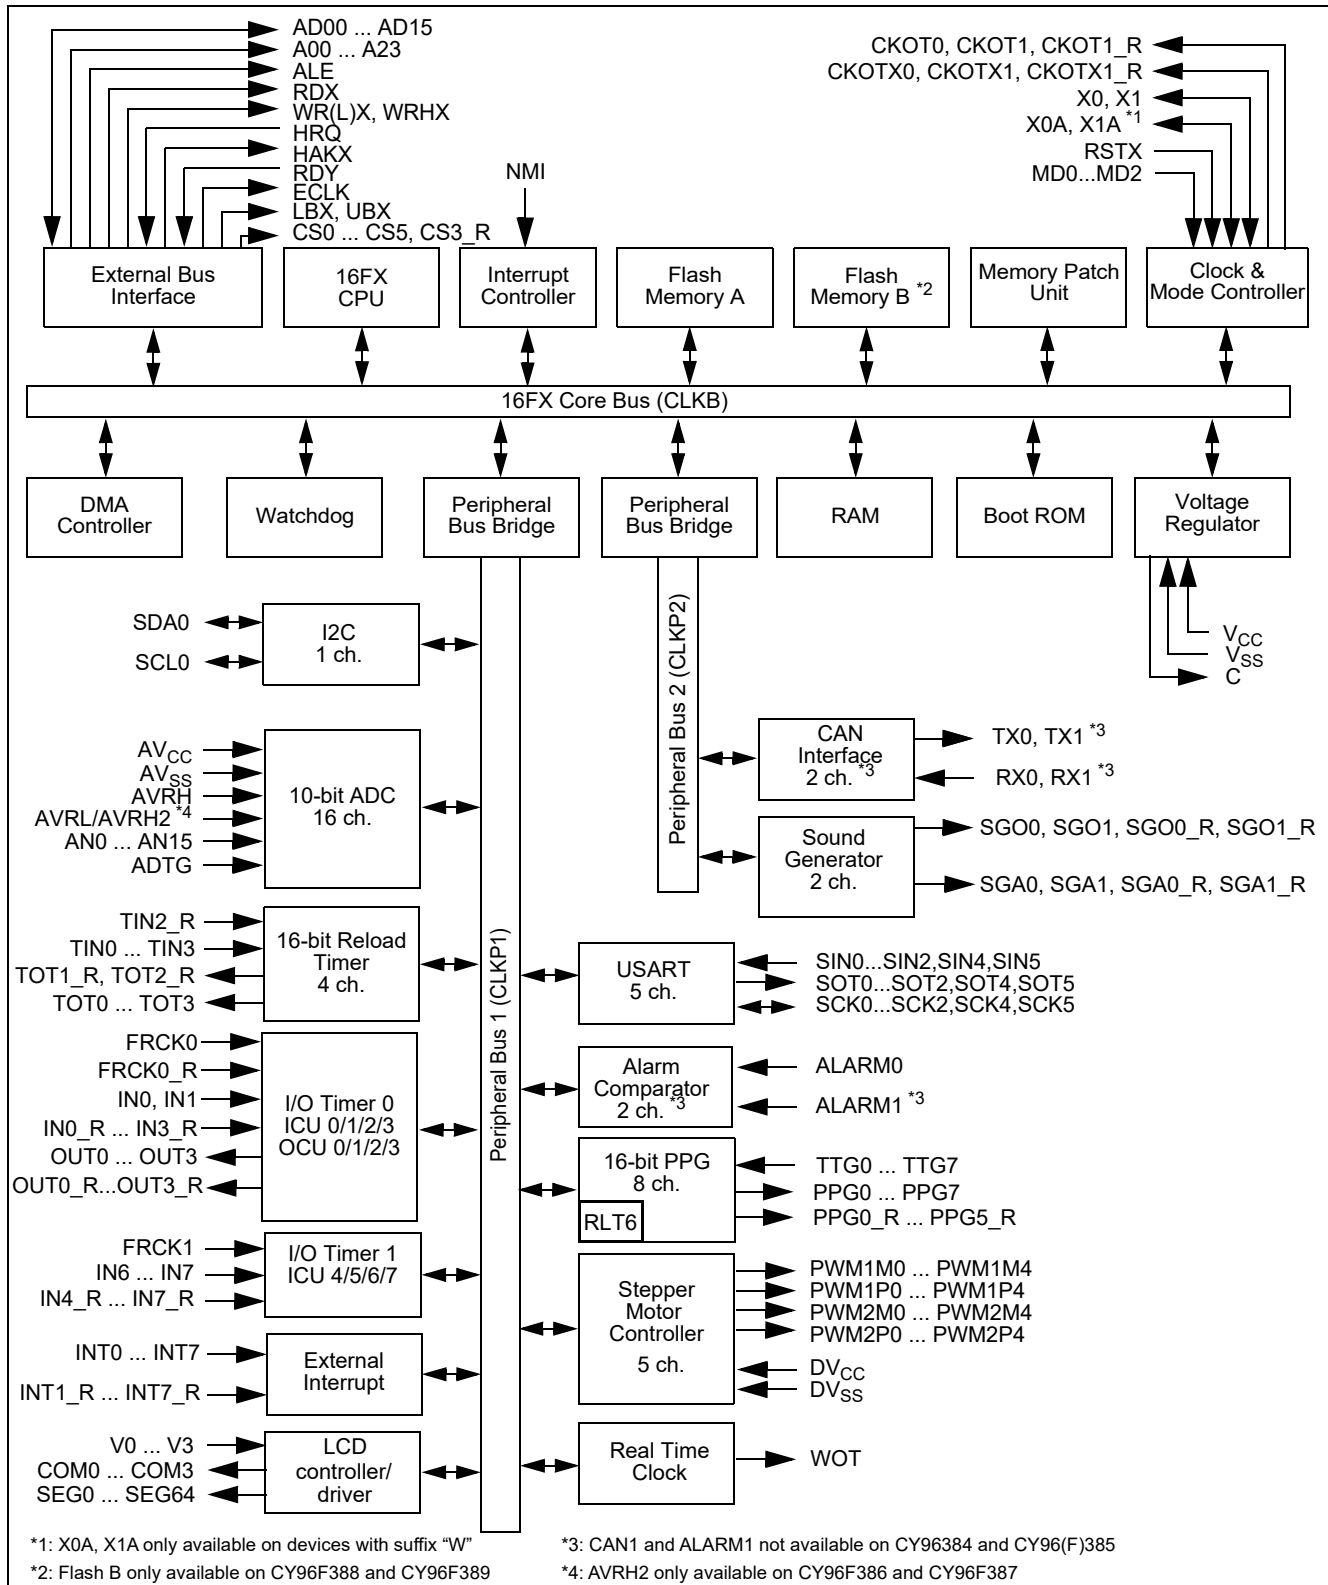 AD00 ... AD15
A00 ... A23
ALE
RDX
WR(L)X, WRHX
HRQ
HAKX
RDY
ECLK
LBX, UBX
CS0 ... CS5, CS3_R
NMI
CKOT0, CKOT1, CKOT1_R
CKOTX0, CKOTX1, CKOTX1_R
X0, X1
X0A, X1A *1
RSTX
MD0...MD2
External Bus
Interface
16FX
CPU
Interrupt
Controller
Flash
Memory A
Flash
Memory B *2
Memory Patch
Unit
Clock &
Mode Controller
16FX Core Bus (CLKB)
DMA
Controller
Watchdog
Peripheral
Bus Bridge
Peripheral
Bus Bridge
RAM
Boot ROM
Voltage
Regulator
VCC
VSS
C
Peripheral Bus 1 (CLKP1)
Peripheral Bus 2 (CLKP2)
SDA0
SCL0
I2C
1 ch.
AVCC
AVSS
AVRH
AVRL/AVRH2 *4
AN0 ... AN15
ADTG
10-bit ADC
16 ch.
TIN2_R
TIN0 ... TIN3
TOT1_R, TOT2_R
TOT0 ... TOT3
16-bit Reload
Timer
4 ch.
FRCK0
FRCK0_R
IN0, IN1
IN0_R ... IN3_R
OUT0 ... OUT3
OUT0_R...OUT3_R
I/O Timer 0
ICU 0/1/2/3
OCU 0/1/2/3
FRCK1
IN6 ... IN7
IN4_R ... IN7_R
I/O Timer 1
ICU 4/5/6/7
INT0 ... INT7
INT1_R ... INT7_R
External
Interrupt
V0 ... V3
COM0 ... COM3
SEG0 ... SEG64
LCD
controller/
driver
CAN
Interface
2 ch. *3
TX0, TX1 *3
RX0, RX1 *3
Sound
Generator
2 ch.
SGO0, SGO1, SGO0_R, SGO1_R
SGA0, SGA1, SGA0_R, SGA1_R
USART
5 ch.
SIN0...SIN2,SIN4,SIN5
SOT0...SOT2,SOT4,SOT5
SCK0...SCK2,SCK4,SCK5
Alarm
Comparator
2 ch. *3
ALARM0
ALARM1 *3
16-bit PPG
8 ch.
RLT6
TTG0 ... TTG7
PPG0 ... PPG7
PPG0_R ... PPG5_R
Stepper
Motor
Controller
5 ch.
PWM1M0 ... PWM1M4
PWM1P0 ... PWM1P4
PWM2M0 ... PWM2M4
PWM2P0 ... PWM2P4
DVCC
DVSS
Real Time
Clock
WOT
*1: X0A, X1A only available on devices with suffix “W”
*2: Flash B only available on CY96F388 and CY96F389
*3: CAN1 and ALARM1 not available on CY96384 and CY96(F)385
*4: AVRH2 only available on CY96F386 and CY96F387